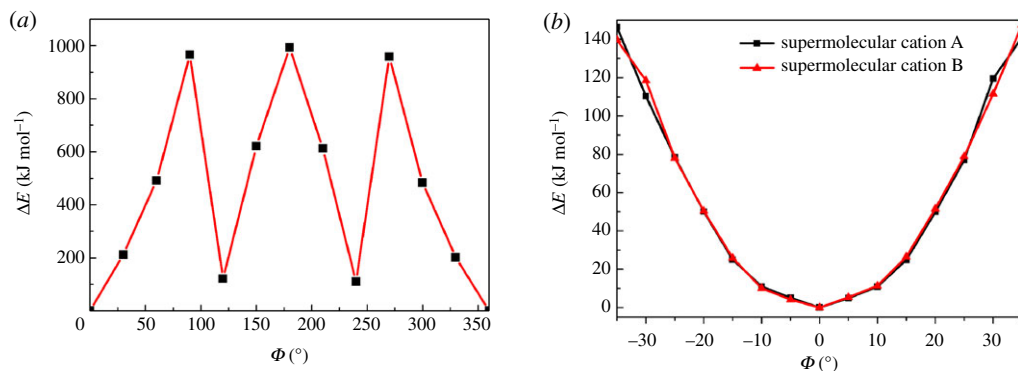 (a)
1000
800
600
400
200
ΔE (kJ mol⁻¹)
0 50 100 150 200 250 300 350
Φ (°)
(b)
140
120
100
80
60
40
20
0
ΔE (kJ mol⁻¹)
supermolecular cation A
supermolecular cation B
–30 –20 –10 0 10 20 30
Φ (°)